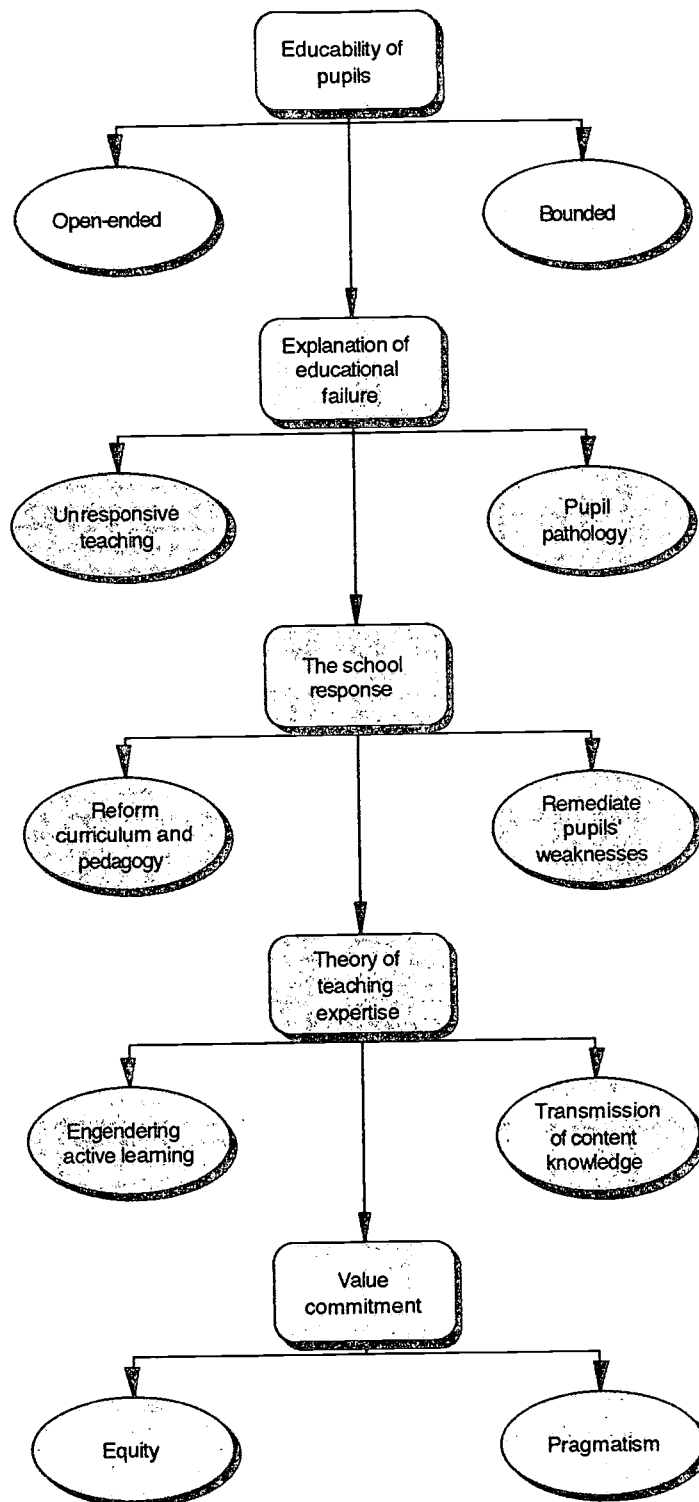 Educability of
pupils
Open-ended
Bounded
Explanation of
educational
failure
Unresponsive
teaching
Pupil
pathology
The school
response
Reform
curriculum and
pedagogy
Remediate
pupils'
weaknesses
Theory of
teaching
expertise
Engendering
active learning
Transmission
of content
knowledge
Value
commitment
Equity
Pragmatism